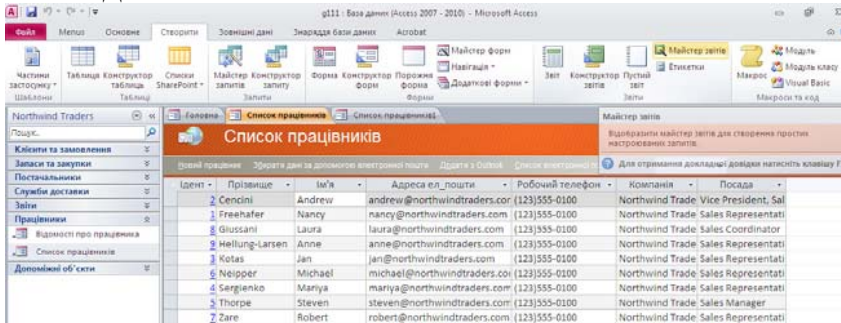 g111 : База даних (Access 2007 - 2010) - Microsoft Access
Файл Menus Основне Створити Зовнішні дані Знаряддя бази даних Acrobat
Частини застосунку
Таблиця
Конструктор таблиць
Списки SharePoint
Майстер запитів
Конструктор запиту
Форма
Конструктор форм
Порожня форма
Майстер форм
Навігація
Додаткові форми
Звіт
Конструктор звітів
Пустий звіт
Майстер звітів
Етикетки
Макрос
Модуль
Модуль класу
Visual Basic
Шаблони Таблиці Запити Форми Звіти Макроси та код
Northwind Traders
Пошук..
Клієнти та замовлення
Запаси та закупки
Постачальники
Служби доставки
Звіти
Працівники
Відомості про працівника
Список працівників
Допоміжні об'єкти
Головна Список працівників Список працівників1
Список працівників
Новий працівник Зберати дані за допомогою електронної пошти Додати з Outlook
Майстер звітів
Відобразити майстер звітів для створення простих
настроюваних запитів.
Для отримання докладної довідки натисніть клавішу F
Ідент Прізвище Ім'я Адреса ел_пошти Робочий телефон Компанія Посада
2 Cencini Andrew andrew@northwindtraders.cor (123)555-0100 Northwind Trade Vice President, Sal
1 Freehafer Nancy nancy@northwindtraders.com (123)555-0100 Northwind Trade Sales Representati
8 Giussani Laura laura@northwindtraders.com (123)555-0100 Northwind Trade Sales Coordinator
9 Hellung-Larsen Anne anne@northwindtraders.com (123)555-0100 Northwind Trade Sales Representati
3 Kotas Jan jan@northwindtraders.com (123)555-0100 Northwind Trade Sales Representati
6 Neipper Michael michael@northwindtraders.co (123)555-0100 Northwind Trade Sales Representati
4 Sergienko Mariya mariya@northwindtraders.com (123)555-0100 Northwind Trade Sales Representati
5 Thorpe Steven steven@northwindtraders.com (123)555-0100 Northwind Trade Sales Manager
7 Zare Robert robert@northwindtraders.com (123)555-0100 Northwind Trade Sales Representati